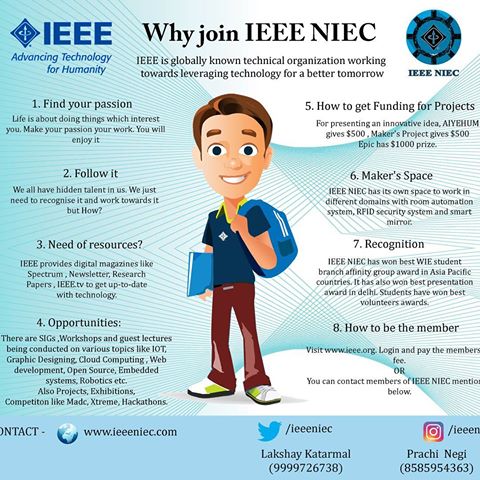 IEEE
Advancing Technology
for Humanity
Why join IEEE NIEC
IEEE is globally known technical organization working
towards leveraging technology for a better tomorrow
IEEE NIEC
1. Find your passion
Life is about doing things which interest
you. Make your passion your work. You will
enjoy it
2. Follow it
We all have hidden talent in us. We just
need to recognise it and work towards it
but How?
3. Need of resources?
IEEE provides digital magazines like
Spectrum , Newsletter, Research
Papers , IEEE.tv to get up-to-date
with technology.
4. Opportunities:
There are SIGs ,Workshops and guest lectures
being conducted on various topics like IOT,
Graphic Designing, Cloud Computing , Web
development, Open Source, Embedded
systems, Robotics etc.
Also Projects, Exhibitions,
Competiton like Madc, Xtreme, Hackathons.
5. How to get Funding for Projects
For presenting an innovative idea, AIYEHUM
gives $500 , Maker's Project gives $500
Epic has $1000 prize.
6. Maker's Space
IEEE NIEC has its own space to work in
different domains with room automation
system, RFID security system and smart
mirror.
7. Recognition
IEEE NIEC has won best WIE student
branch affinity group award in Asia Pacific
countries. It has also won best presentation
award in delhi. Students have won best
volunteers awards.
8. How to be the member
Visit www.ieee.org. Login and pay the members
fee.
OR
You can contact members of IEEE NIEC mention
below.
ONTACT - www.ieeeniec.com
/ieeeniec
Lakshay Katarmal
(9999726738)
/ieeen
Prachi Negi
(8585954363)